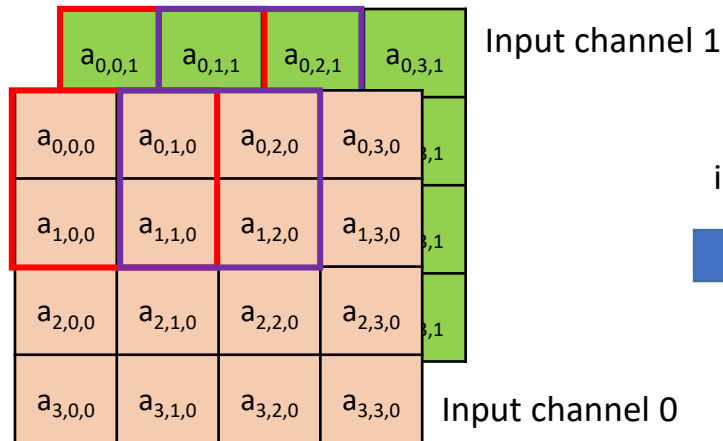 a0,0,1 a0,1,1 a0,2,1 a0,3,1 Input channel 1
a0,0,0 a0,1,0 a0,2,0 a0,3,0
a1,0,0 a1,1,0 a1,2,0 a1,3,0
a2,0,0 a2,1,0 a2,2,0 a2,3,0
a3,0,0 a3,1,0 a3,2,0 a3,3,0 Input channel 0